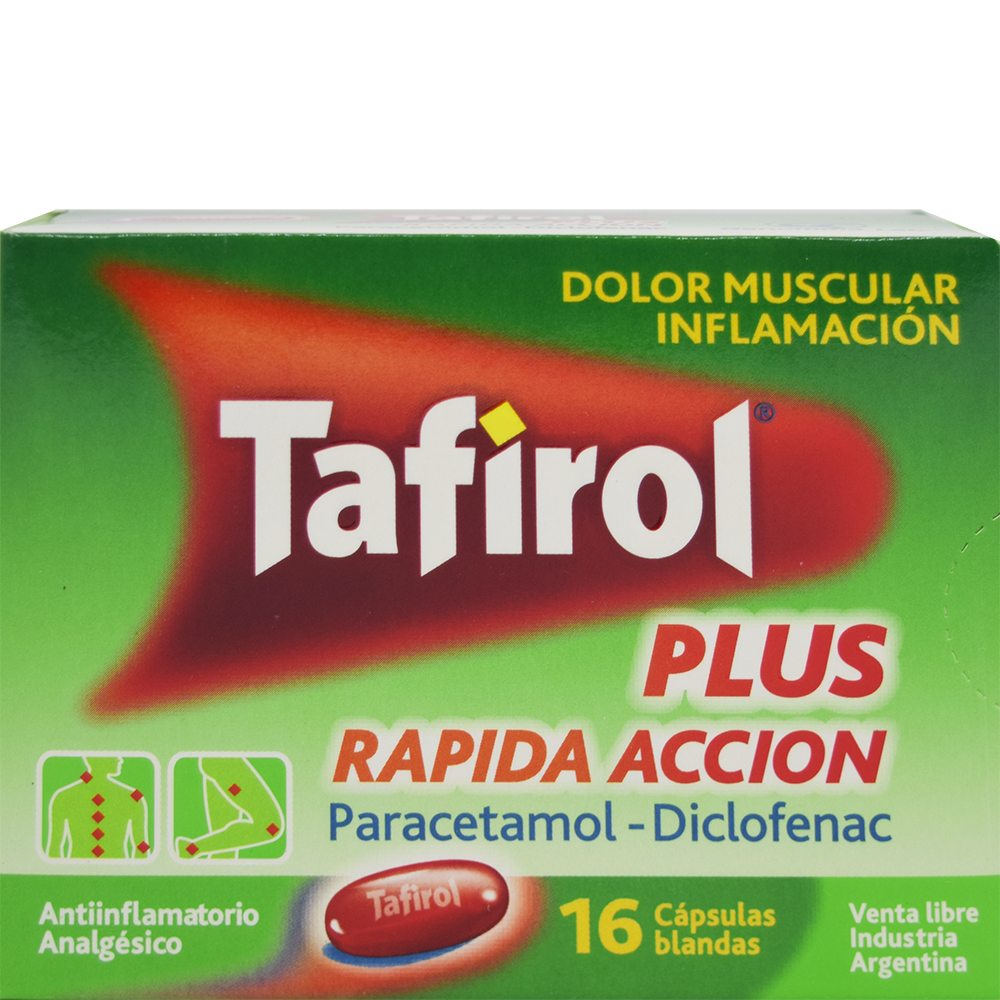 Tafirol
DOLOR MUSCULAR
INFLAMACIÓN
Tafirol®
PLUS
RAPIDA ACCION
Paracetamol - Diclofenac
Tafirol
Antiinflamatorio
Analgésico
16 Cápsulas
blandas
Venta libre
Industria
Argentina